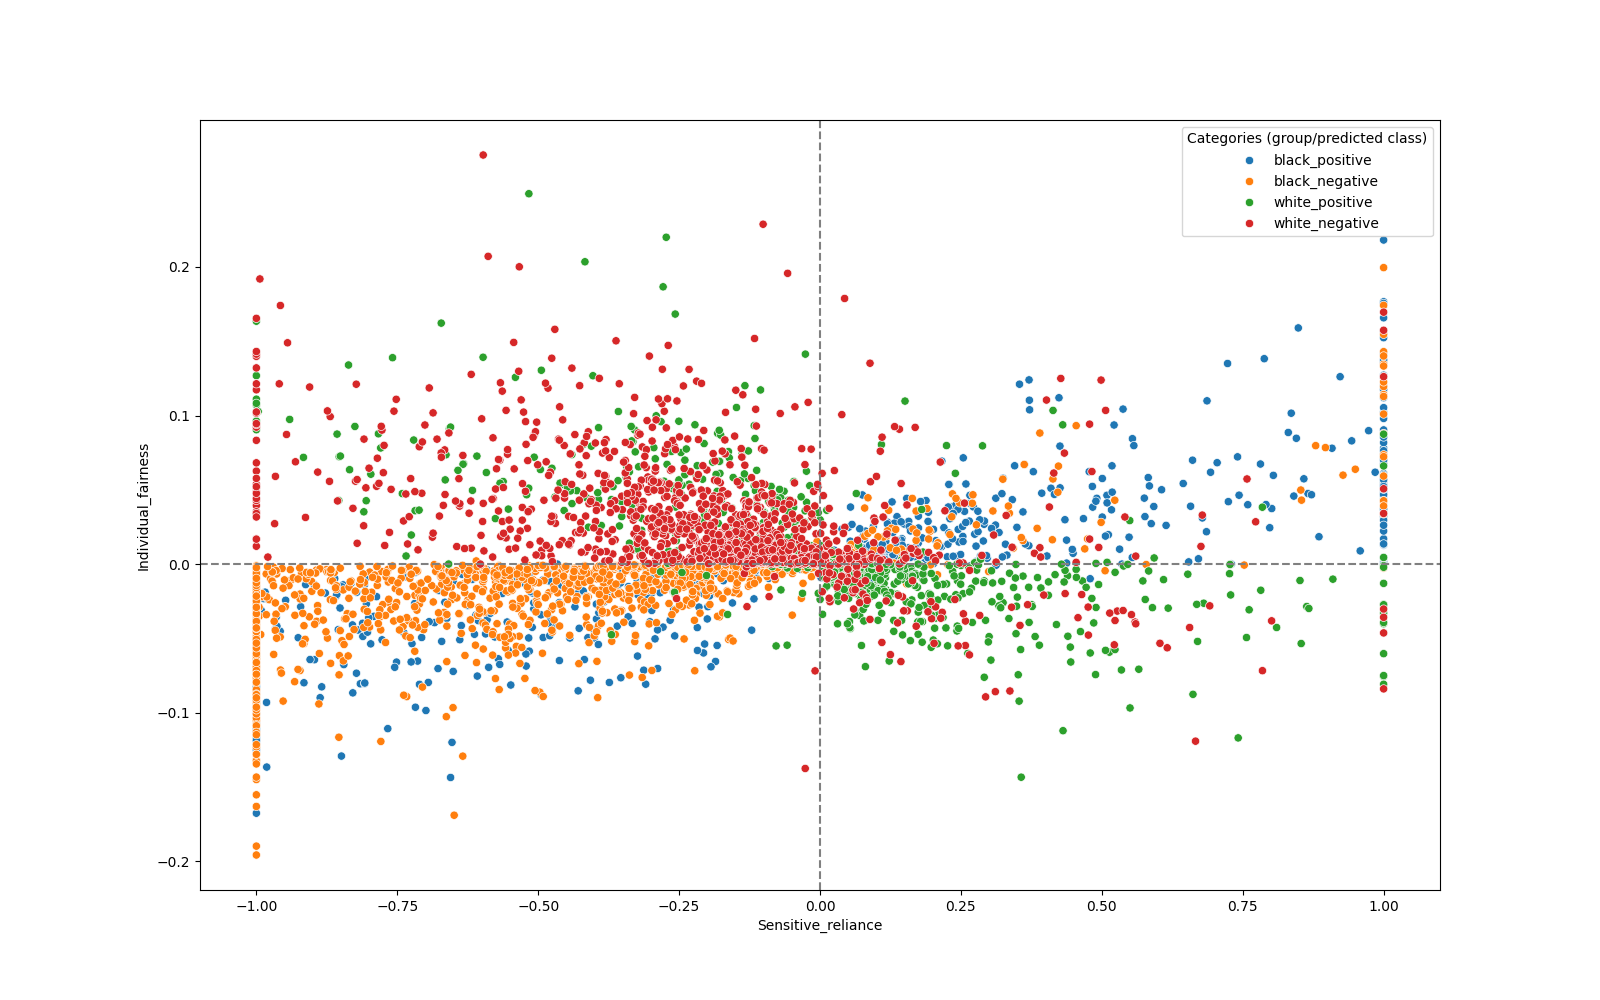 Categories (group/predicted class)
black_positive
black_negative
white_positive
white_negative
0.2
0.1
0.0
−0.1
−0.2
Individual_fairness
−1.00
−0.75
−0.50
−0.25
0.00
0.25
0.50
0.75
1.00
Sensitive_reliance